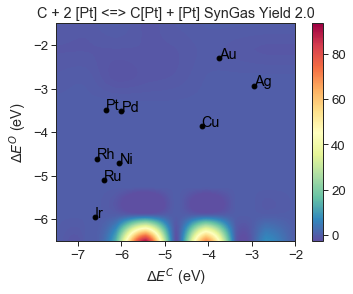 C + 2 [Pt] <=> C[Pt] + [Pt] SynGas Yield 2.0
−2
−3
−4
−5
−6
ΔE^O (eV)
Au
Ag
Pt
Pd
Cu
Rh
Ni
Ru
Ir
80
60
40
20
0
−7
−6
−5
−4
−3
−2
ΔE^C (eV)